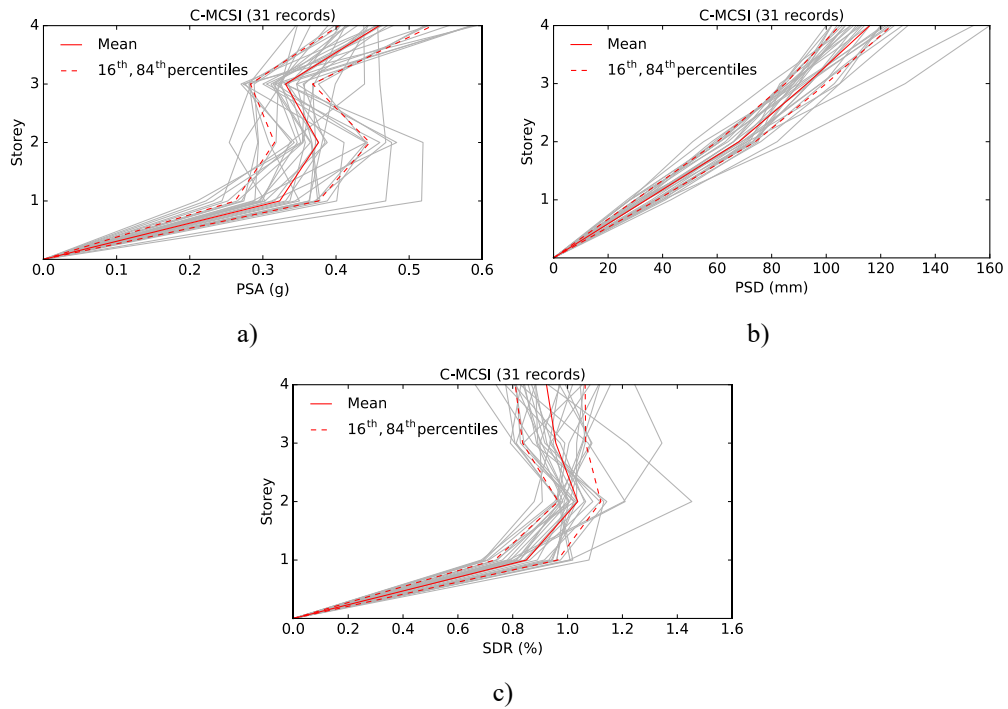 C-MCSI (31 records)
4
3
2
1
Storey
Mean
16th, 84th percentiles
0.0 0.1 0.2 0.3 0.4 0.5 0.6
PSA (g)
a)
C-MCSI (31 records)
4
3
2
1
Storey
Mean
16th, 84th percentiles
0 20 40 60 80 100 120 140 160
PSD (mm)
b)
C-MCSI (31 records)
4
3
2
1
Storey
Mean
16th, 84th percentiles
0.0 0.2 0.4 0.6 0.8 1.0 1.2 1.4 1.6
SDR (%)
c)